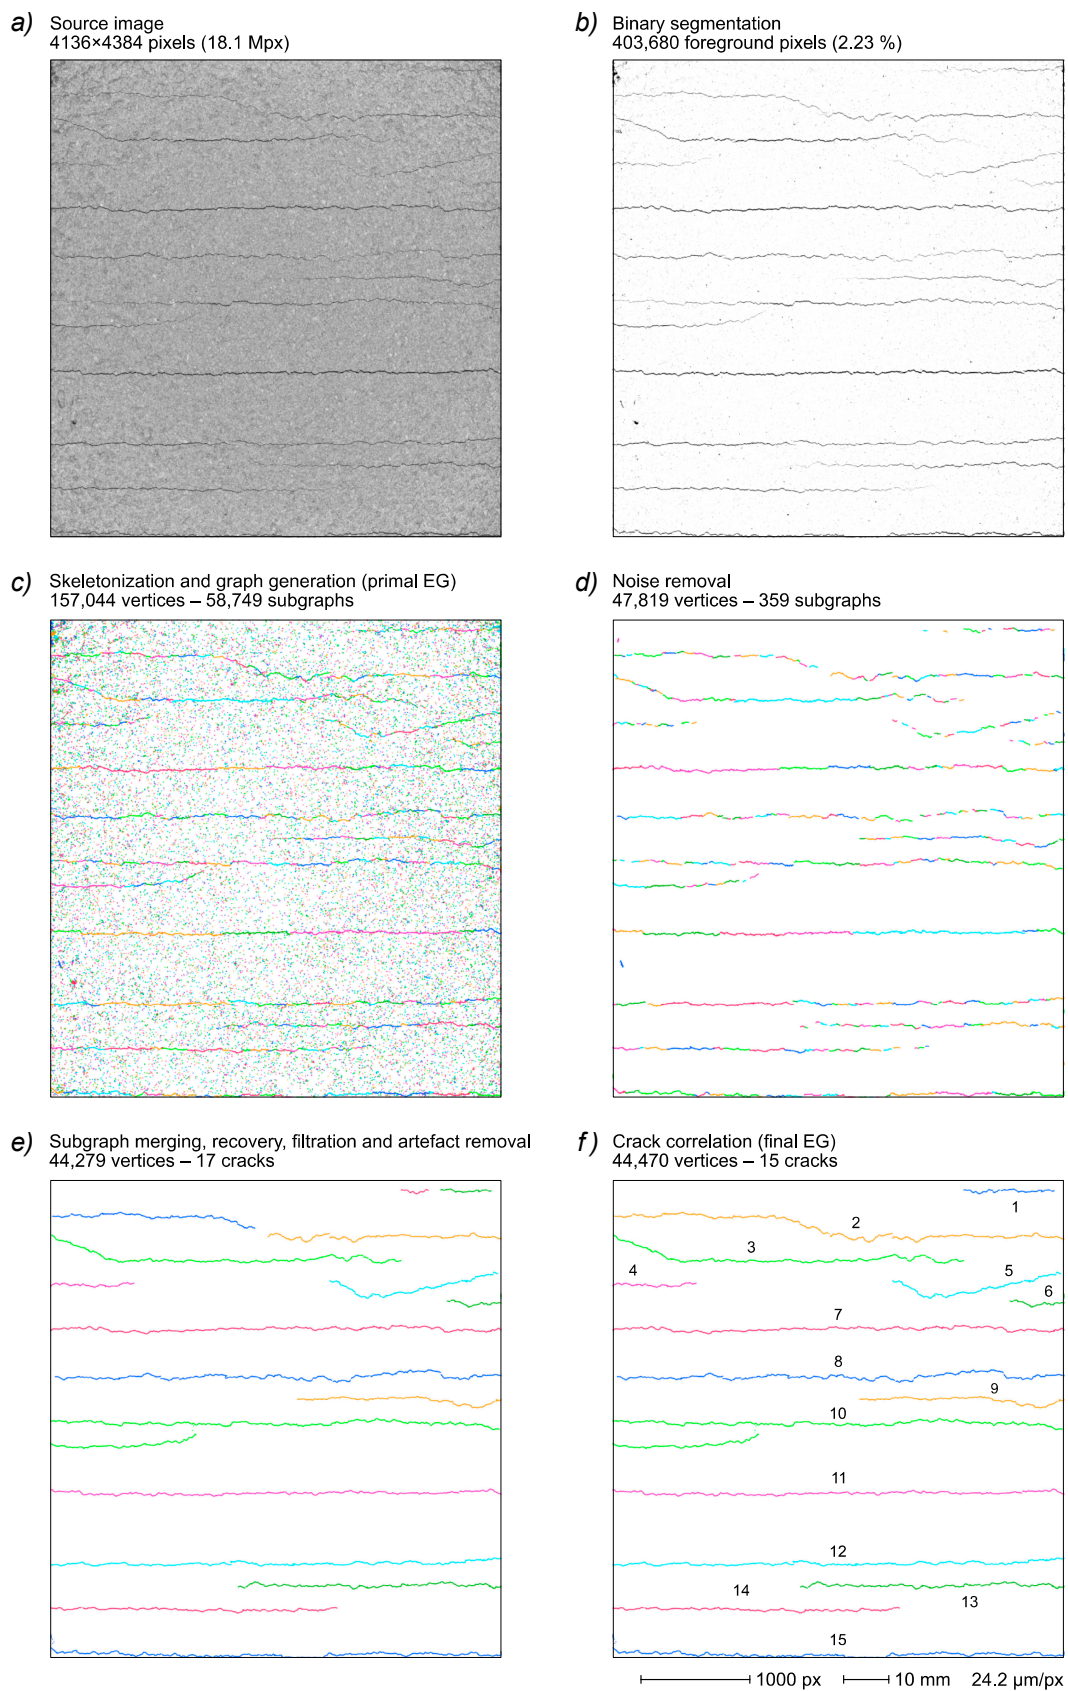 a) Source image
4136×4384 pixels (18.1 Mpx)
b) Binary segmentation
403,680 foreground pixels (2.23 %)
c) Skeletonization and graph generation (primal EG)
157,044 vertices – 58,749 subgraphs
d) Noise removal
47,819 vertices – 359 subgraphs
e) Subgraph merging, recovery, filtration and artefact removal
44,279 vertices – 17 cracks
f) Crack correlation (final EG)
44,470 vertices – 15 cracks
1
2
3
4
5
6
7
8
9
10
11
12
14
13
15
1000 px
10 mm
24.2 µm/px